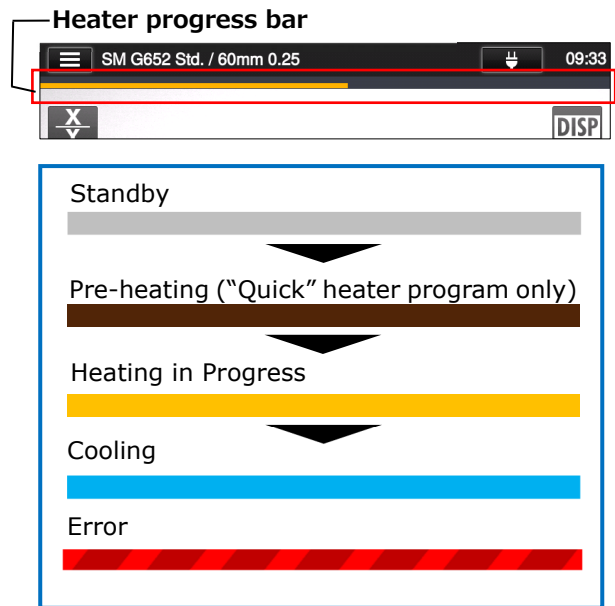 Heater progress bar
SM G652 Std. / 60mm 0.25
09:33
X
Y
DISP
Standby
Pre-heating (“Quick” heater program only)
Heating in Progress
Cooling
Error